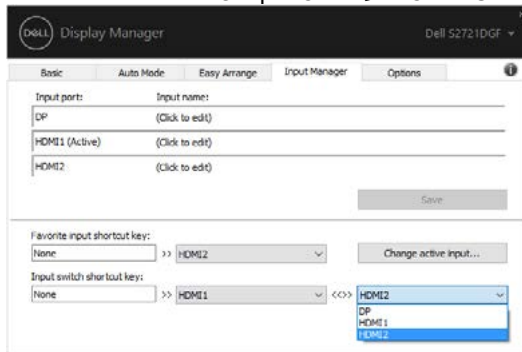 DELL Display Manager Dell S2721DGF
Basic Auto Mode Easy Arrange Input Manager Options
Input port: Input name:
DP (Click to edit)
HDMI1 (Active) (Click to edit)
HDMI2 (Click to edit)
Save
Favorite input shortcut key:
None >> HDMI2 Change active input...
Input switch shortcut key:
None >> HDMI1 <<>> HDMI2
DP
HDMI1
HDMI2